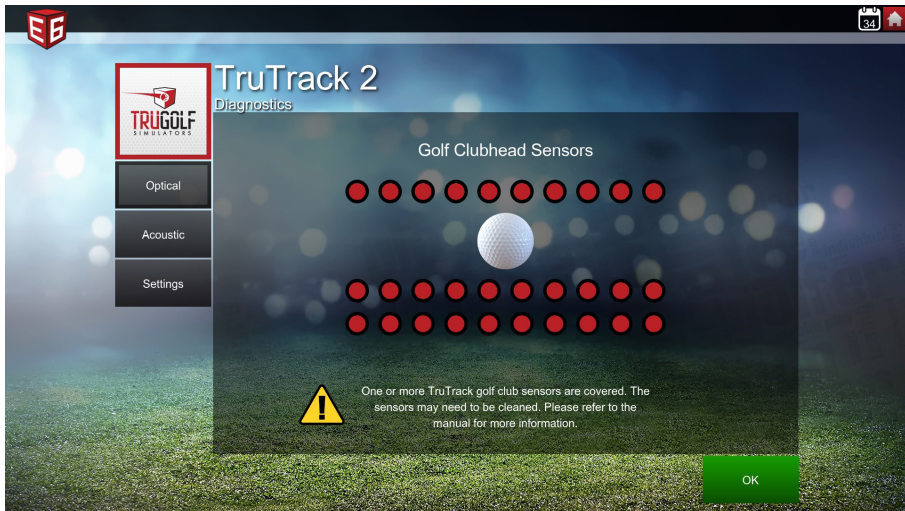 E6
34
TruTrack 2
Diagnostics
TRUGOLF
SIMULATORS
Golf Clubhead Sensors
Optical
Acoustic
Settings
One or more TruTrack golf club sensors are covered. The
sensors may need to be cleaned. Please refer to the
manual for more information.
OK